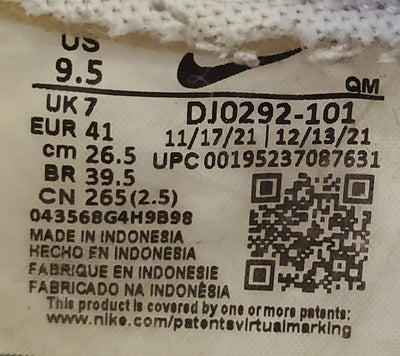 US
9.5
QM
UK 7
DJ0292-101
EUR 41
11/17/21 | 12/13/21
cm 26.5
UPC 00195237087631
BR 39.5
CN 265(2.5)
043568G4H9B98
MADE IN INDONESIA
HECHO EN INDONESIA
FABRIQUE EN INDONESIE
FABRICADO NA INDONÊSIA
This product is covered by one or more patents:
www.nike.com/patentsvirtualmarking